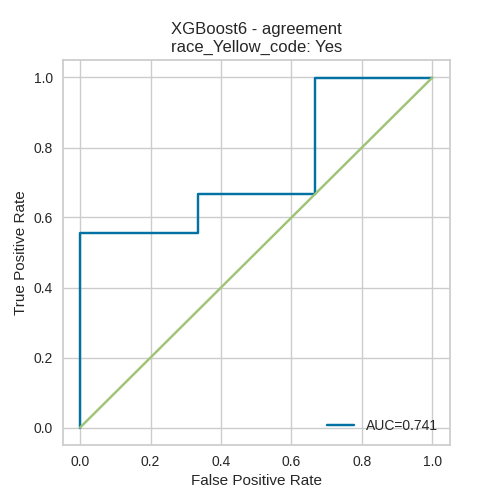 XGBoost6 - agreement
race_Yellow_code: Yes
1.0
0.8
0.6
0.4
0.2
0.0
True Positive Rate
AUC=0.741
0.0 0.2 0.4 0.6 0.8 1.0
False Positive Rate